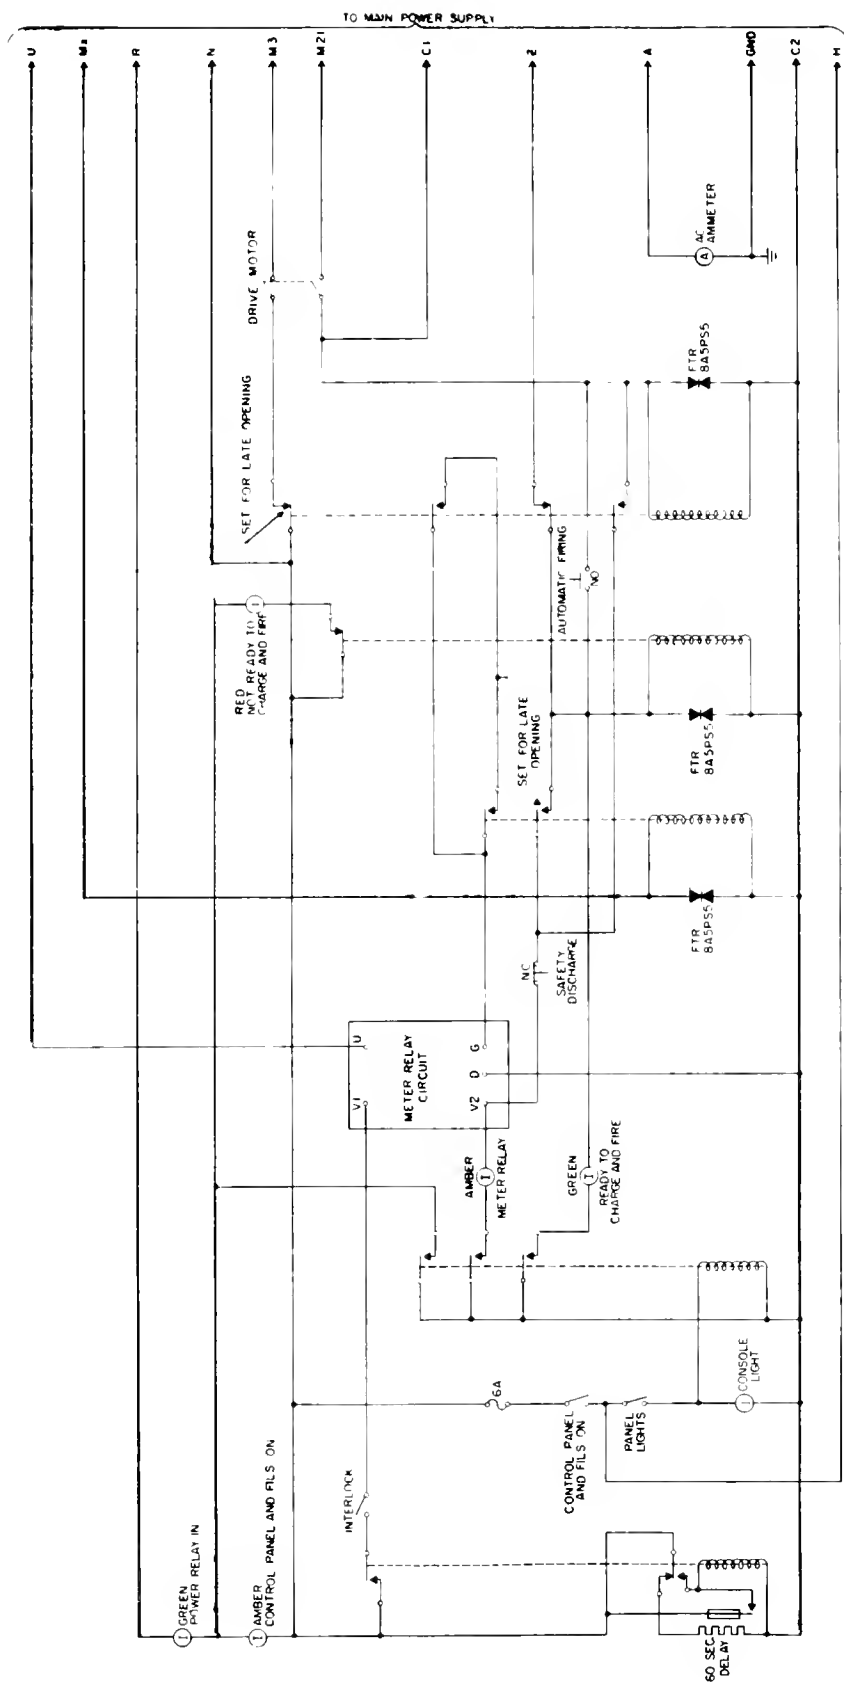 TO MAIN POWER SUPPLY
U
M2
R
N
M3
M21
C1
2
A
GND
C2
H
DRIVE MOTOR
A
AC
AMMETER
SET FOR LATE OPENING
FTR
8A5PS5
AUTOMATIC FIRING
NO
RED
NOT READY TO
CHARGE AND FIRE
SET FOR LATE
OPENING
FTR
8A5PS5
FTR
8A5PS5
NC
SAFETY
DISCHARGE
U
G
METER RELAY
CIRCUIT
D
V1
V2
AMBER
METER RELAY
GREEN
READY TO
CHARGE AND FIRE
6A
CONTROL PANEL
AND FILS ON
PANEL
LIGHTS
CONSOLE
LIGHT
INTERLOCK
GREEN
POWER RELAY IN
AMBER
CONTROL PANEL AND FILS ON
60 SEC
DELAY